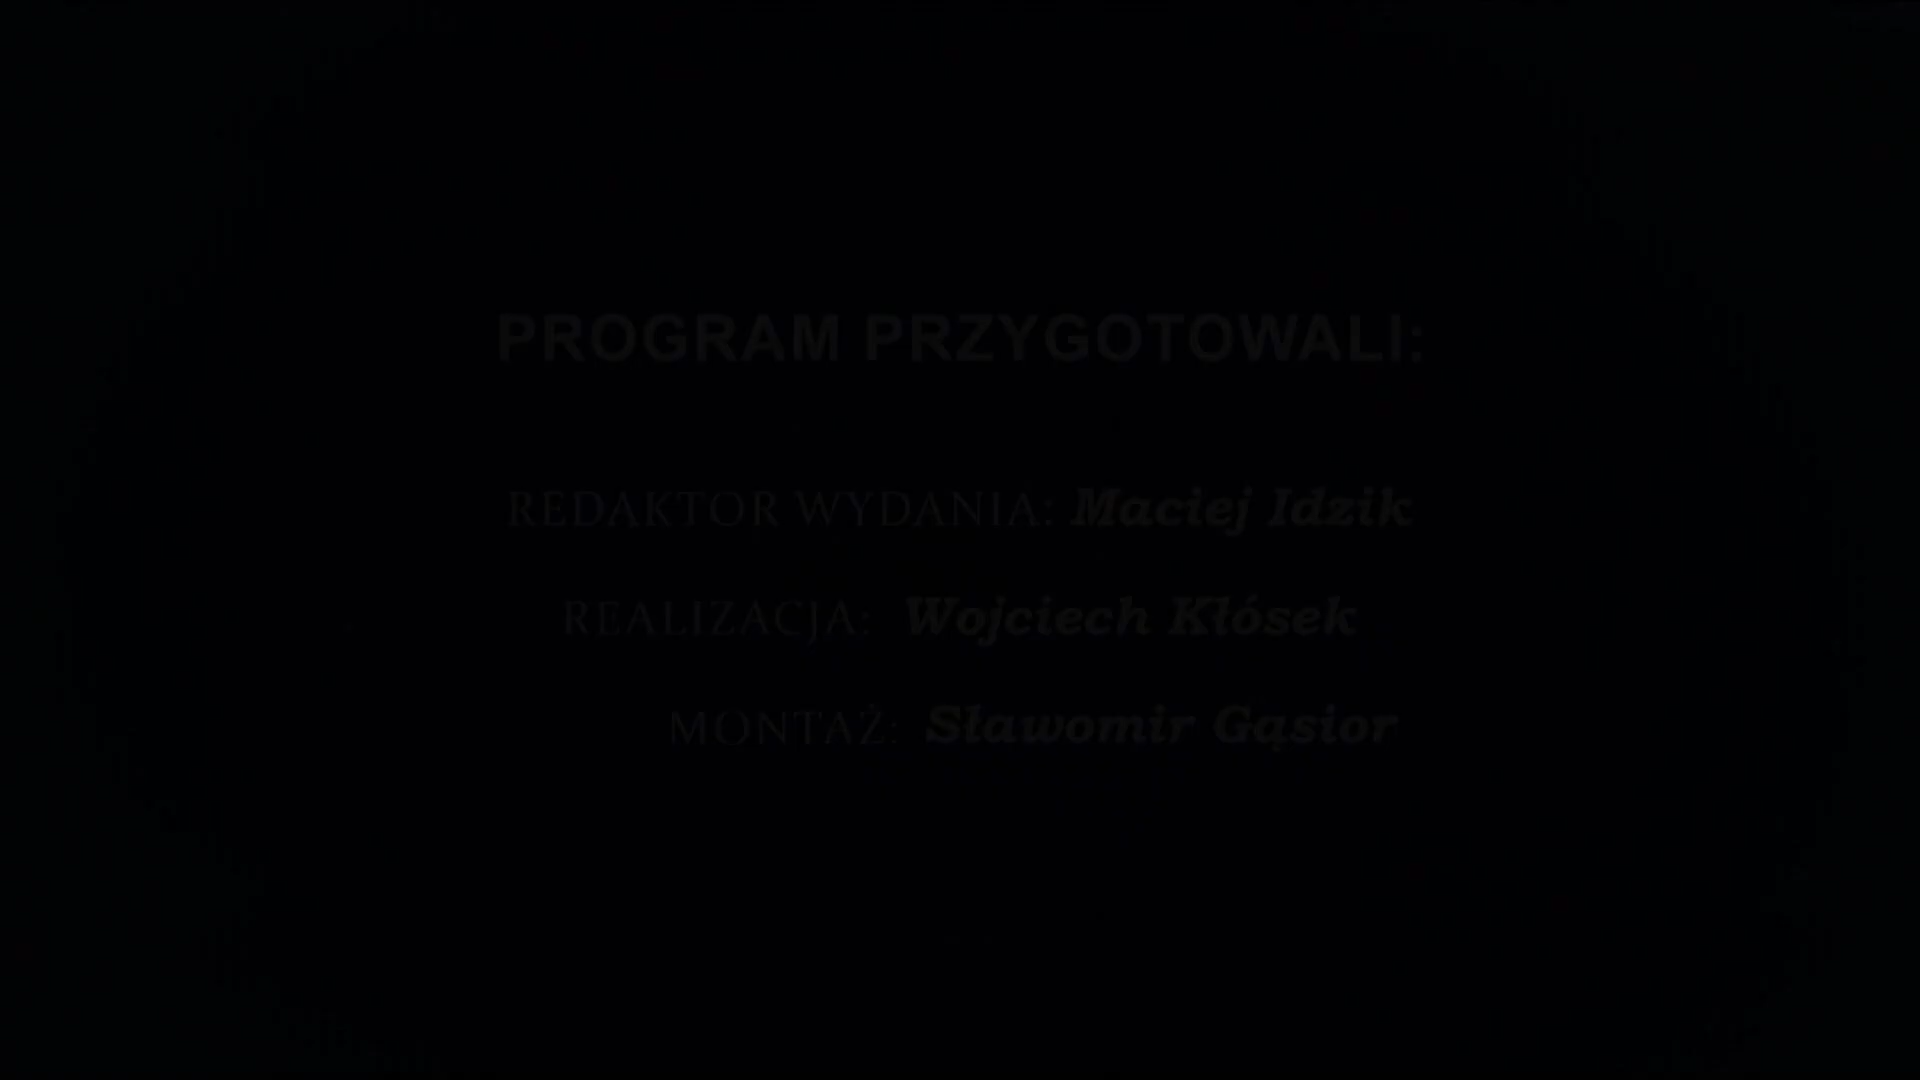 PROGRAM PRZYGOTOWALI:
REDAKTOR WYDANIA: Maciej Idzik
REALIZACJA: Wojciech Kłósek
MONTAŻ: Sławomir Gąsior